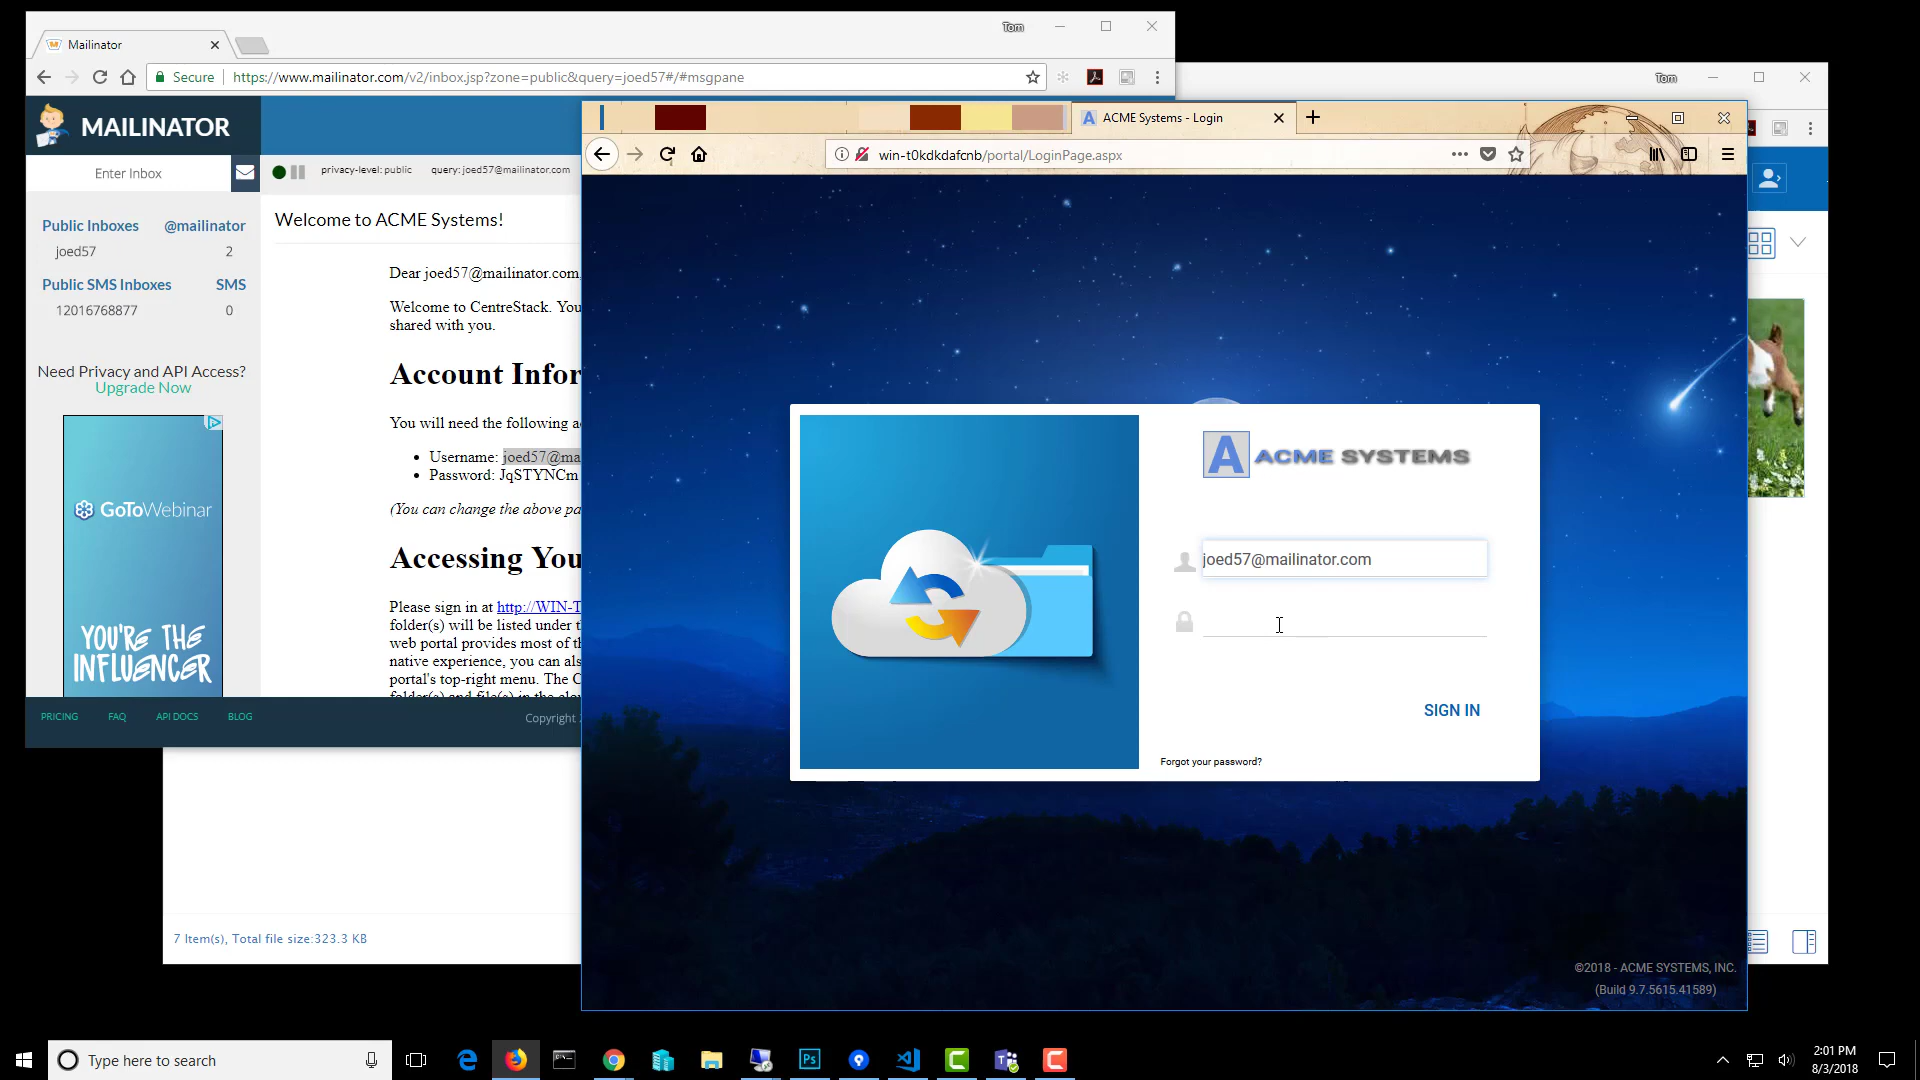 Tom
Mailinator
Secure
https://www.mailinator.com/v2/inbox.jsp?zone=public&query=joed57#/#msgpane
Tom
MAILINATOR
ACME Systems - Login
win-t0kdkdafcnb/portal/LoginPage.aspx
Enter Inbox
privacy-level: public
query: joed57@mailinator.com
Public Inboxes @mailinator
joed57 2
Public SMS Inboxes SMS
12016768877 0
Need Privacy and API Access?
Upgrade Now
GoToWebinar
YOU'RE THE
INFLUENCER
PRICING FAQ API DOCS BLOG
Copyright
Welcome to ACME Systems!
Dear joed57@mailinator.com,
Welcome to CentreStack. You
shared with you.
Account Infor
You will need the following a
Username: joed57@ma
Password: JqSTYNCm
(You can change the above pa
Accessing You
Please sign in at http://WIN-T
folder(s) will be listed under t
web portal provides most of th
native experience, you can als
portal's top-right menu. The C
folder(s) and file(s) in the clou
A ACME SYSTEMS
joed57@mailinator.com
SIGN IN
Forgot your password?
©2018 - ACME SYSTEMS, INC.
(Build 9.7.5615.41589)
7 Item(s), Total file size:323.3 KB
Type here to search
Ps
2:01 PM
8/3/2018